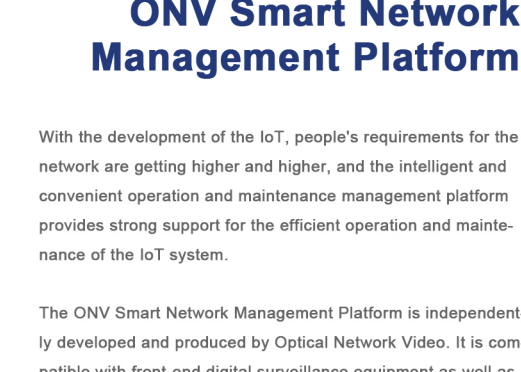 ONV Smart Network
Management Platform
With the development of the IoT, people's requirements for the
network are getting higher and higher, and the intelligent and
convenient operation and maintenance management platform
provides strong support for the efficient operation and mainte-
nance of the IoT system.
The ONV Smart Network Management Platform is independent-
ly developed and produced by Optical Network Video. It is com
patible with front-end digital surveillance equipment as well as